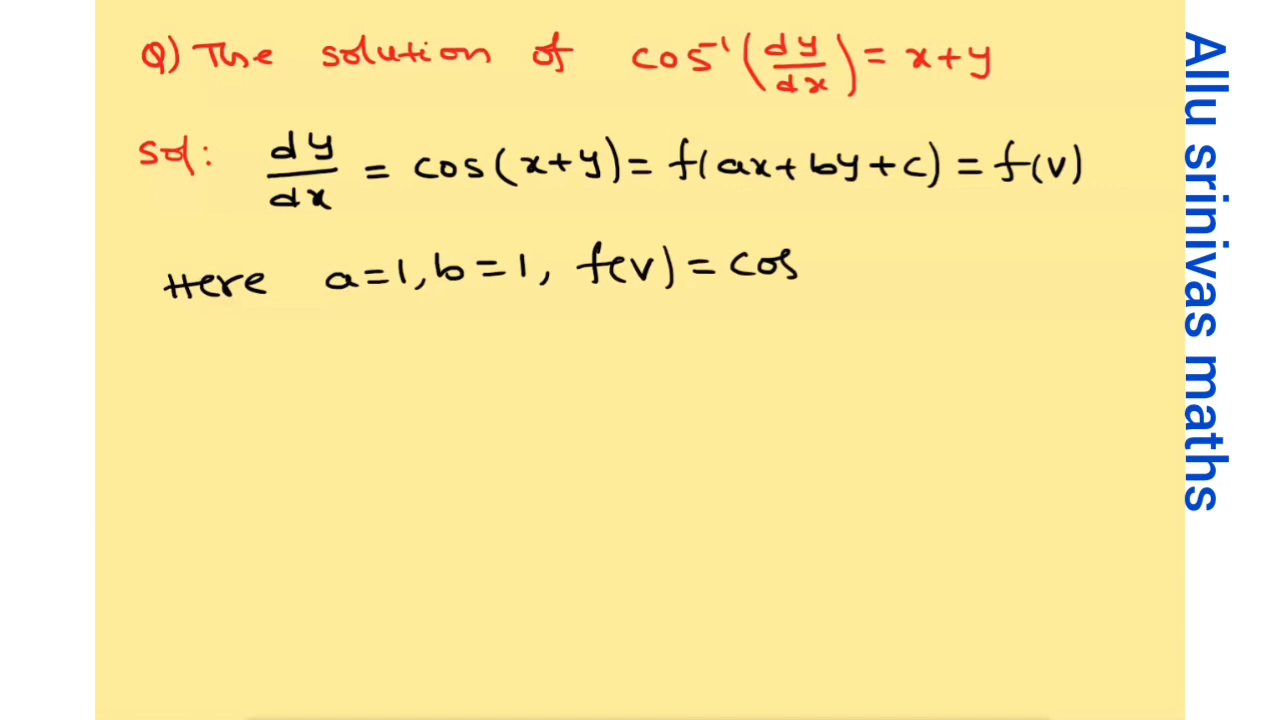 Q) The solution of cos⁻¹(dy/dx) = x+y
Sol: dy/dx = cos(x+y) = f(ax+by+c) = f(v)
Here a=1, b=1, f(v) = cos
Allu srinivas maths